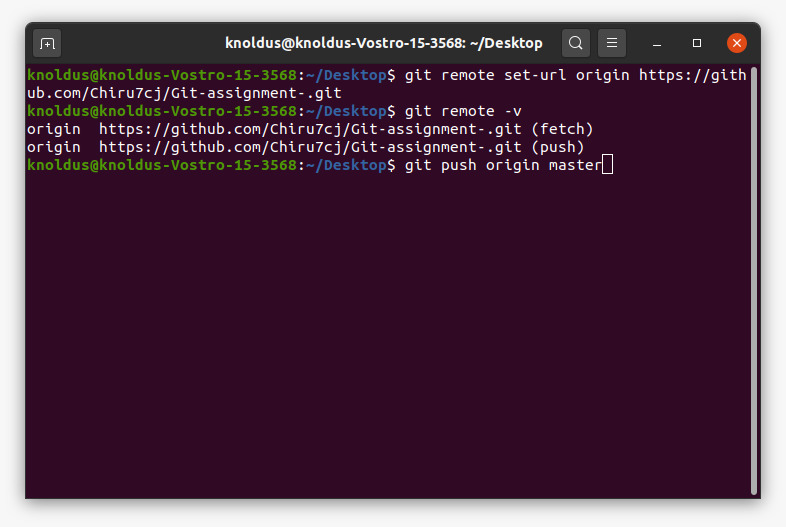 knoldus@knoldus-Vostro-15-3568: ~/Desktop
knoldus@knoldus-Vostro-15-3568:~/Desktop$ git remote set-url origin https://gith
ub.com/Chiru7cj/Git-assignment-.git
knoldus@knoldus-Vostro-15-3568:~/Desktop$ git remote -v
origin  https://github.com/Chiru7cj/Git-assignment-.git (fetch)
origin  https://github.com/Chiru7cj/Git-assignment-.git (push)
knoldus@knoldus-Vostro-15-3568:~/Desktop$ git push origin master